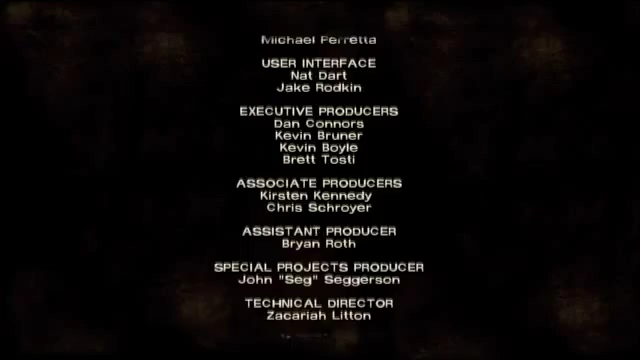 Michael Perretta
USER INTERFACE
Nat Dart
Jake Rodkin
EXECUTIVE PRODUCERS
Dan Connors
Kevin Bruner
Kevin Boyle
Brett Tosti
ASSOCIATE PRODUCERS
Kirsten Kennedy
Chris Schroyer
ASSISTANT PRODUCER
Bryan Roth
SPECIAL PROJECTS PRODUCER
John "Seg" Seggerson
TECHNICAL DIRECTOR
Zacariah Litton